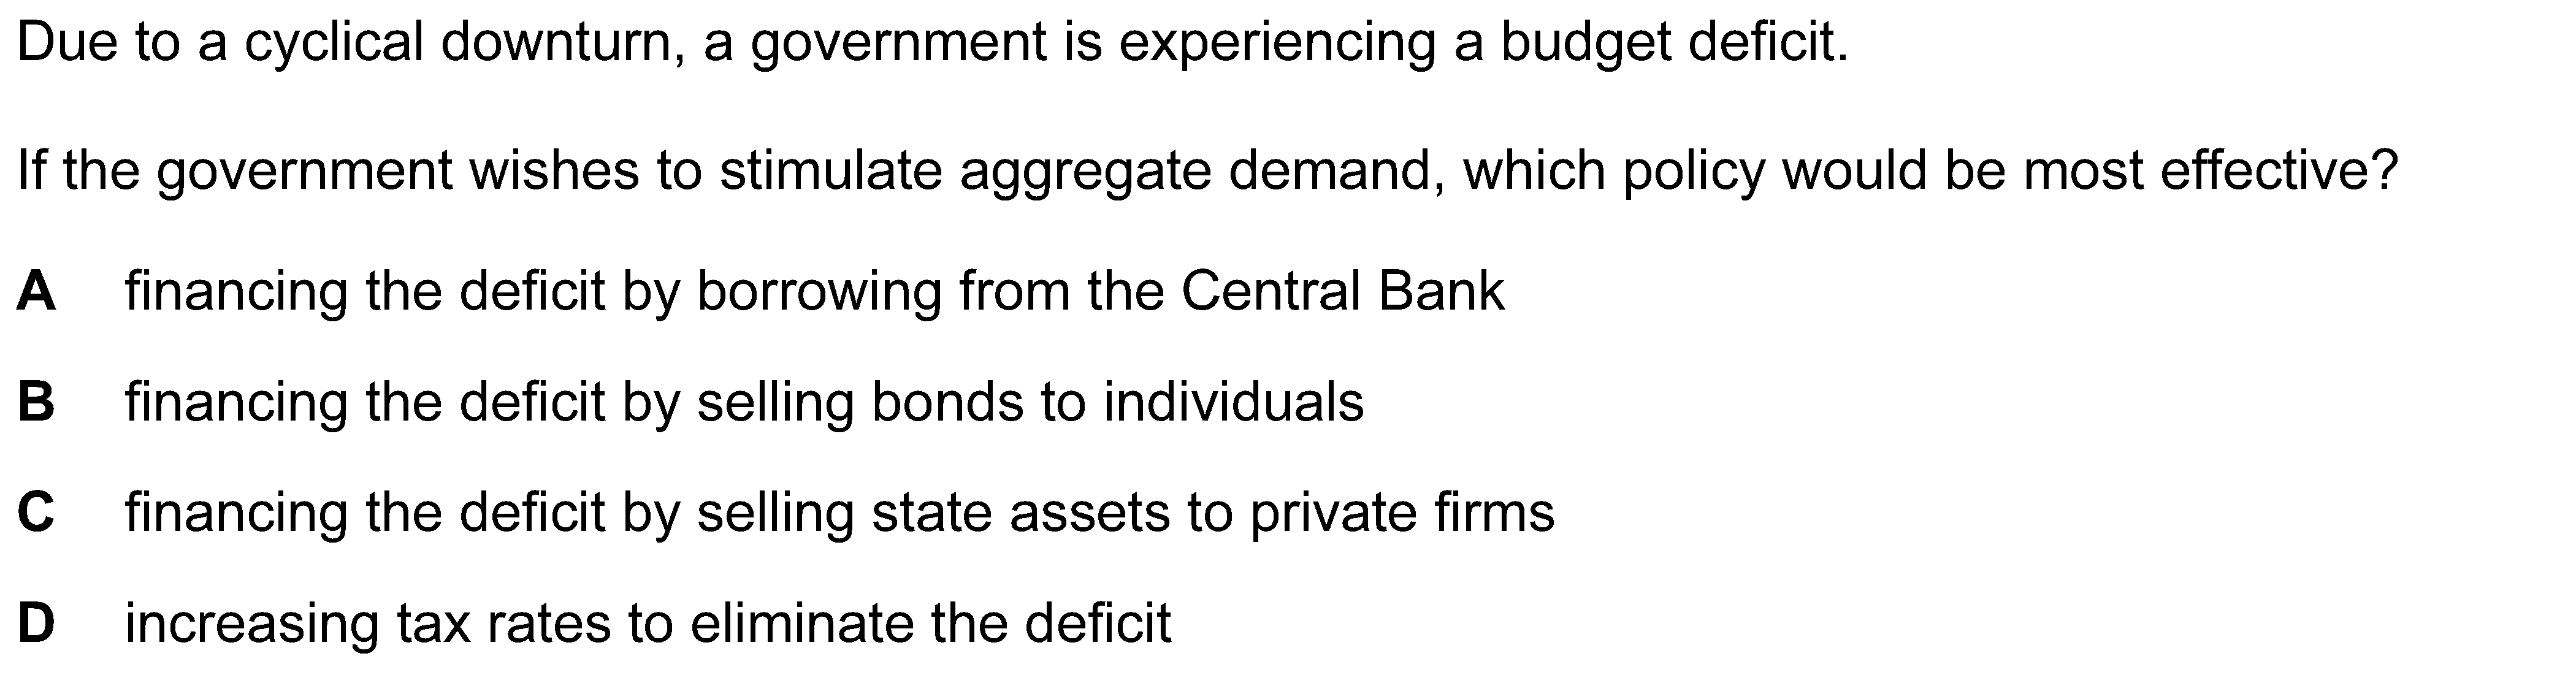 Due to a cyclical downturn, a government is experiencing a budget deficit.
If the government wishes to stimulate aggregate demand, which policy would be most effective?
A financing the deficit by borrowing from the Central Bank
B financing the deficit by selling bonds to individuals
C financing the deficit by selling state assets to private firms
D increasing tax rates to eliminate the deficit